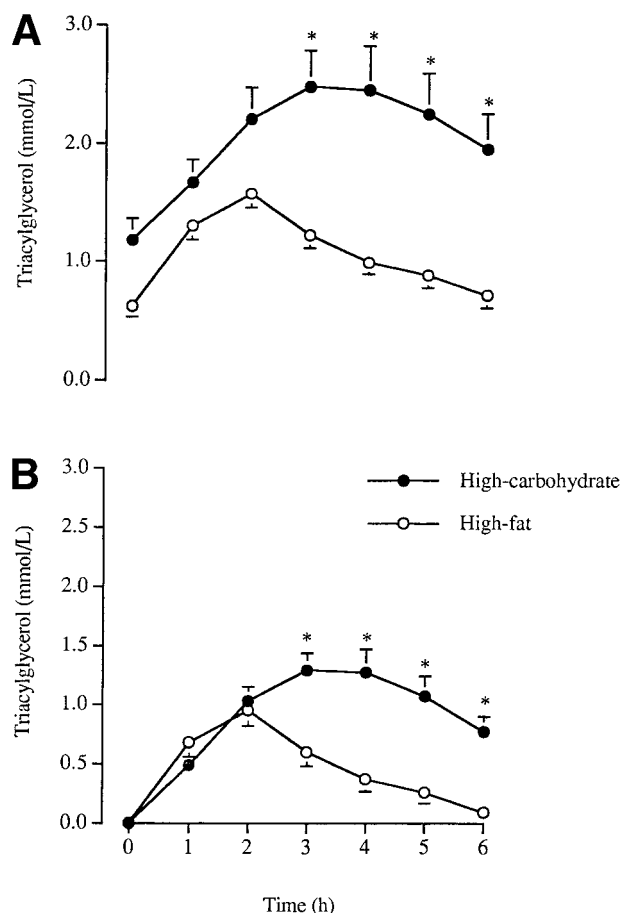 A
3.0
2.0
1.0
0.0
Triacylglycerol (mmol/L)
* * * *
B
3.0
2.5
2.0
1.5
1.0
0.5
0.0
Triacylglycerol (mmol/L)
High-carbohydrate
High-fat
* * * *
0 1 2 3 4 5 6
Time (h)